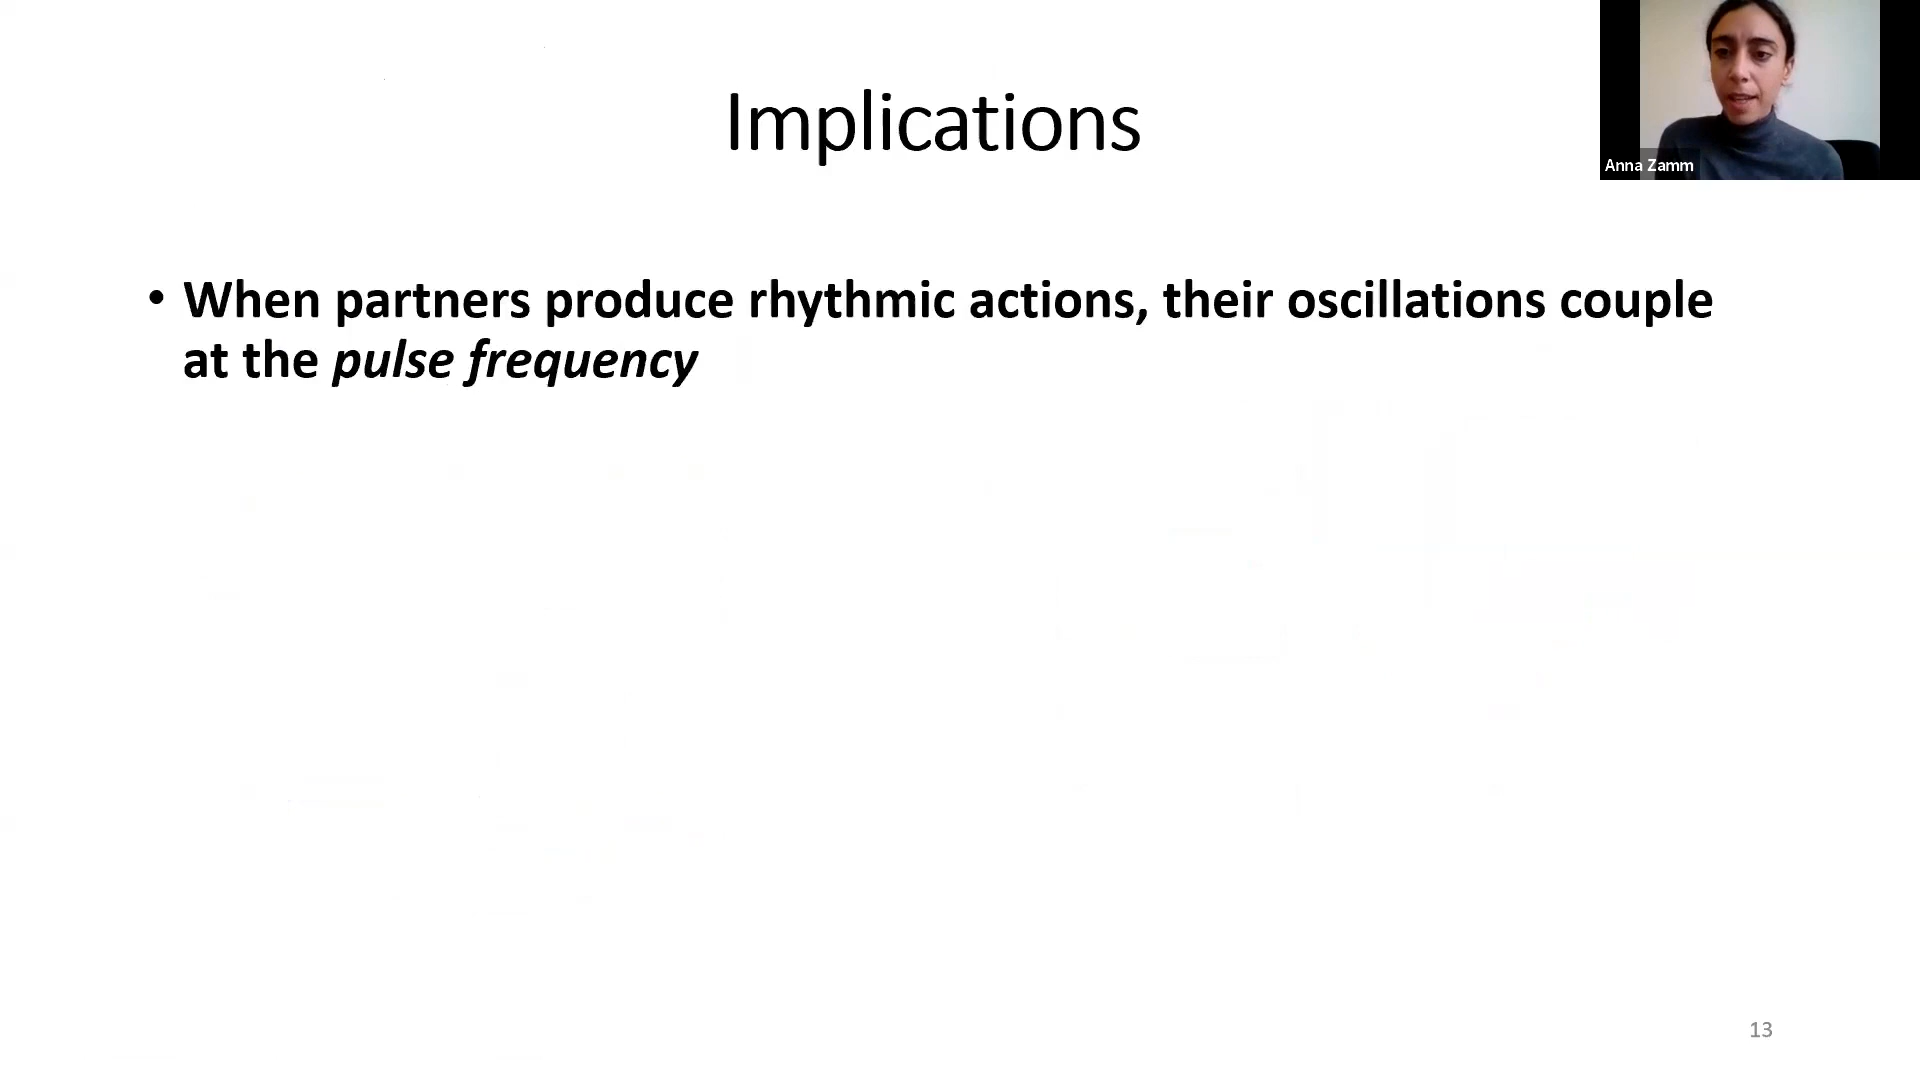 Implications
Anna Zamm
• When partners produce rhythmic actions, their oscillations couple
at the pulse frequency
13